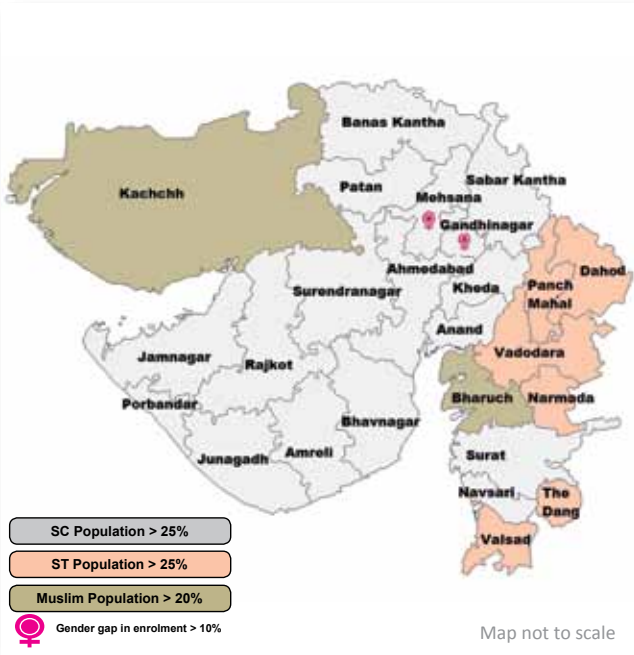 Banas Kantha
Patan
Sabar Kantha
Mehsana
Kachchh
Gandhinagar
Ahmedabad
Dahod
Surendranagar
Kheda
Panch
Mahal
Anand
Jamnagar
Rajkot
Vadodara
Porbandar
Bharuch
Narmada
Bhavnagar
Junagadh
Amreli
Surat
Navsari
The
Dang
Valsad
SC Population > 25%
ST Population > 25%
Muslim Population > 20%
Gender gap in enrolment > 10%
Map not to scale